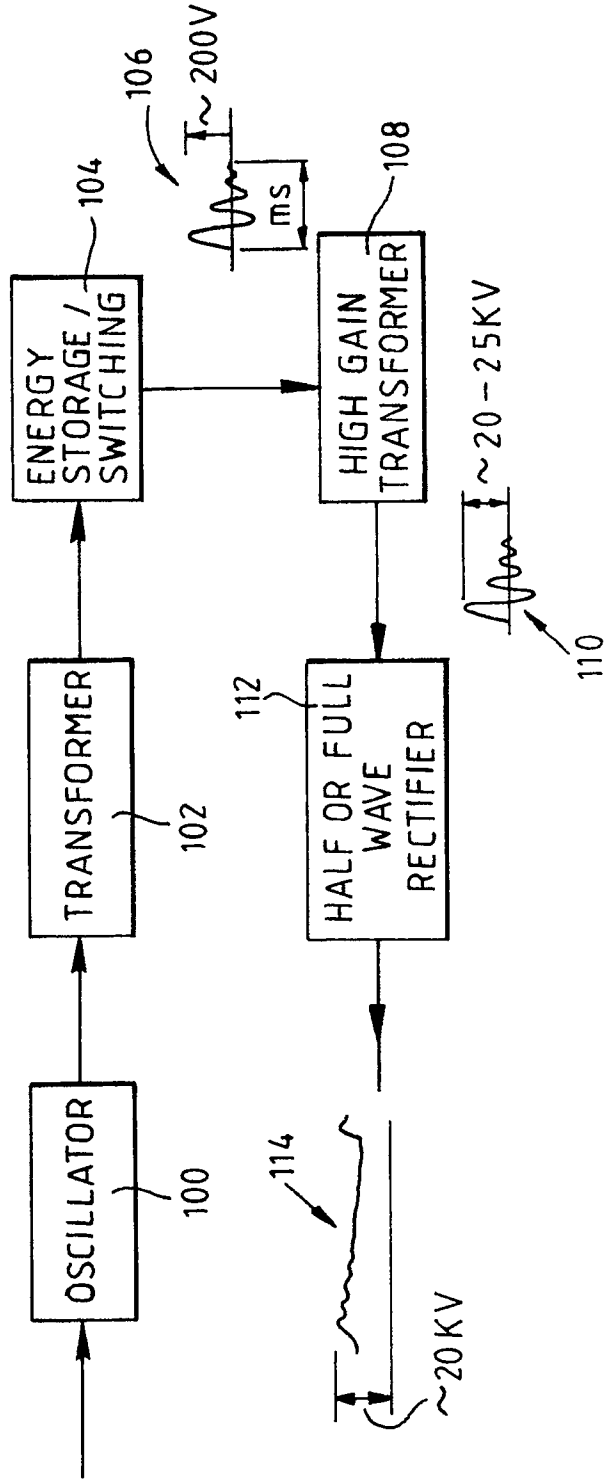 OSCILLATOR
100
TRANSFORMER
102
ENERGY
STORAGE /
SWITCHING
104
106
~ 200V
ms
HIGH GAIN
TRANSFORMER
108
~ 20 - 25KV
110
112
HALF OR FULL
WAVE
RECTIFIER
114
~20KV